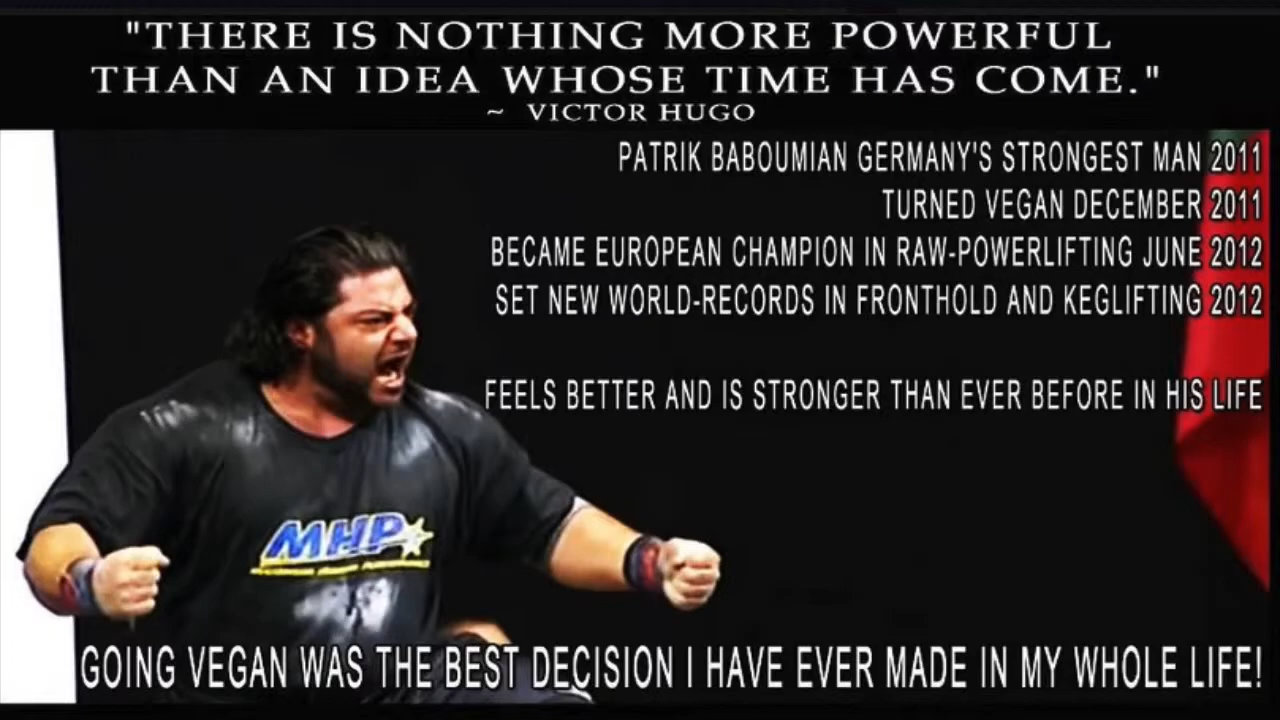 "THERE IS NOTHING MORE POWERFUL
THAN AN IDEA WHOSE TIME HAS COME."
~ VICTOR HUGO
PATRIK BABOUMIAN GERMANY'S STRONGEST MAN 2011
TURNED VEGAN DECEMBER 2011
BECAME EUROPEAN CHAMPION IN RAW-POWERLIFTING JUNE 2012
SET NEW WORLD-RECORDS IN FRONTHOLD AND KEGLIFTING 2012
FEELS BETTER AND IS STRONGER THAN EVER BEFORE IN HIS LIFE
MHP
GOING VEGAN WAS THE BEST DECISION I HAVE EVER MADE IN MY WHOLE LIFE!